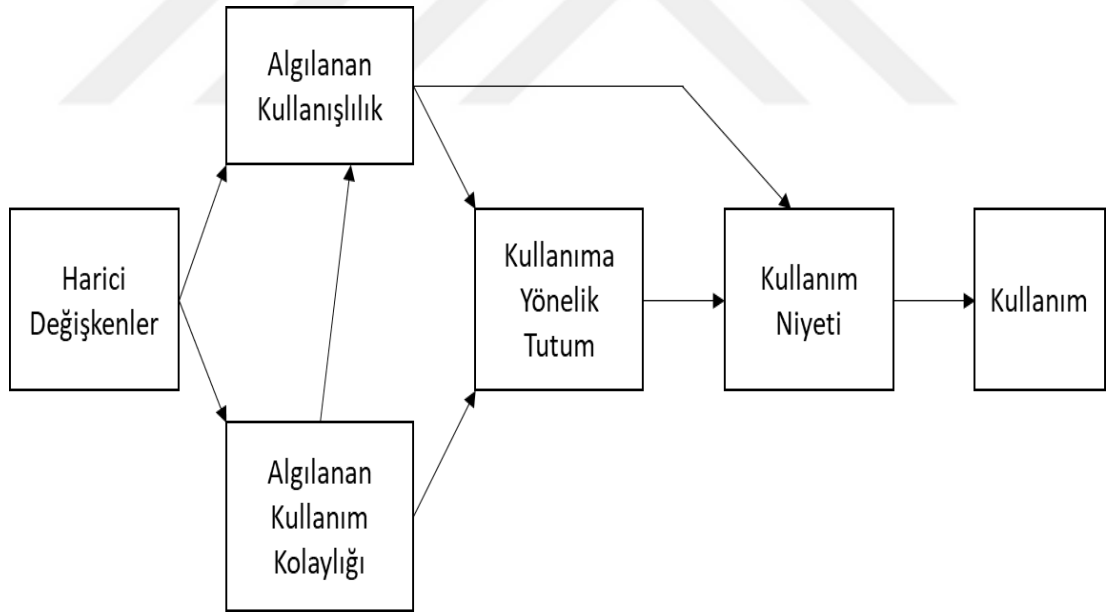 Algılanan
Kullanışlılık
Harici
Değişkenler
Kullanıma
Yönelik
Tutum
Kullanım
Niyeti
Kullanım
Algılanan
Kullanım
Kolaylığı